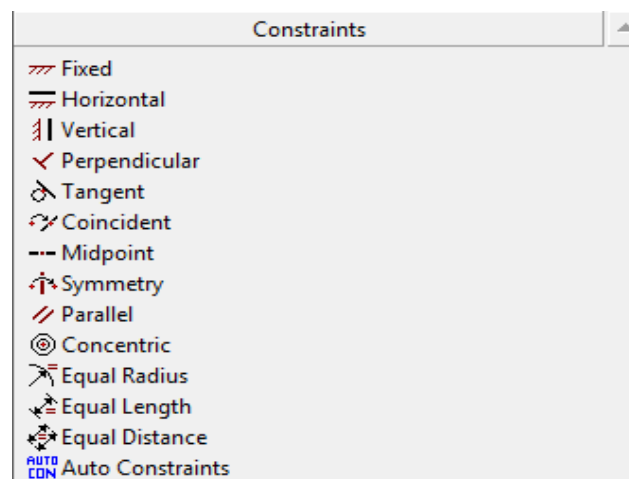 Constraints
Fixed
Horizontal
Vertical
Perpendicular
Tangent
Coincident
Midpoint
Symmetry
Parallel
Concentric
Equal Radius
Equal Length
Equal Distance
AUTO
CON Auto Constraints